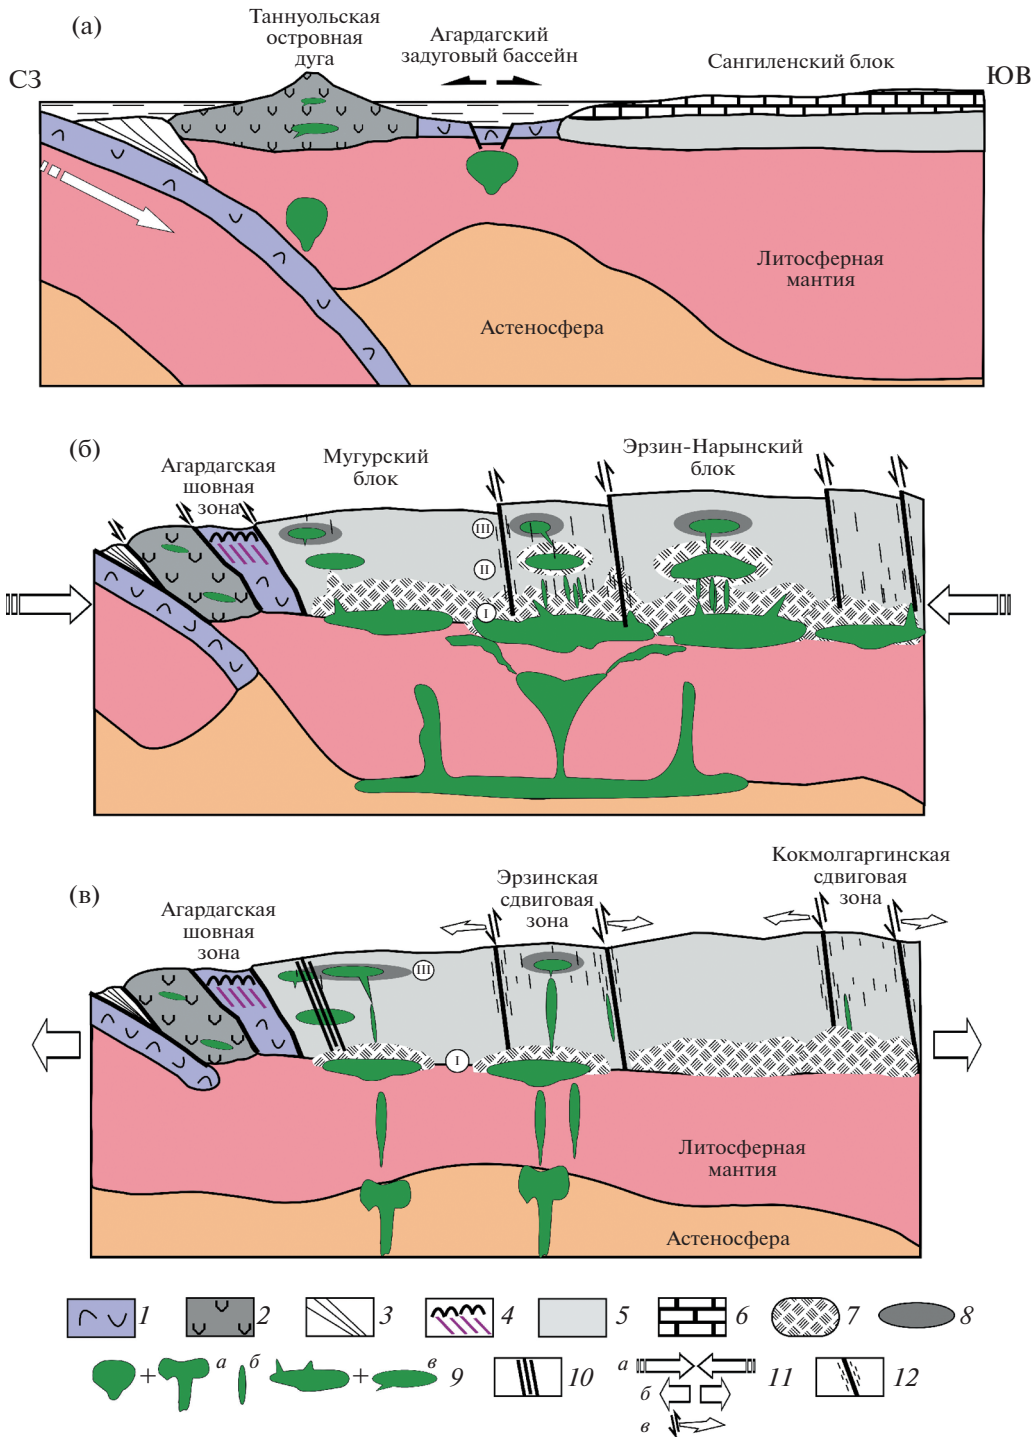 (а)
Таннуольская
островная
дуга
Агардагский
задуговый бассейн
Сангиленский блок
СЗ
ЮВ
Литосферная
мантия
Астеносфера
(б)
Агардагская
шовная
зона
Мугурский
блок
Эрзин-Нарынский
блок
III
II
I
(в)
Агардагская
шовная
зона
Эрзинская
сдвиговая
зона
Кокмолгаргинская
сдвиговая
зона
III
I
Литосферная
мантия
Астеносфера
1
2
3
4
5
6
7
8
+ а б + в 9
10
а
б
в
11
12